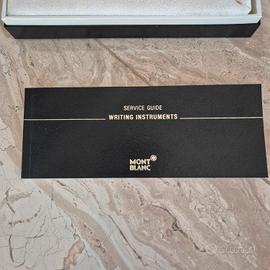 SERVICE GUIDE
WRITING INSTRUMENTS
MONT
BLANC